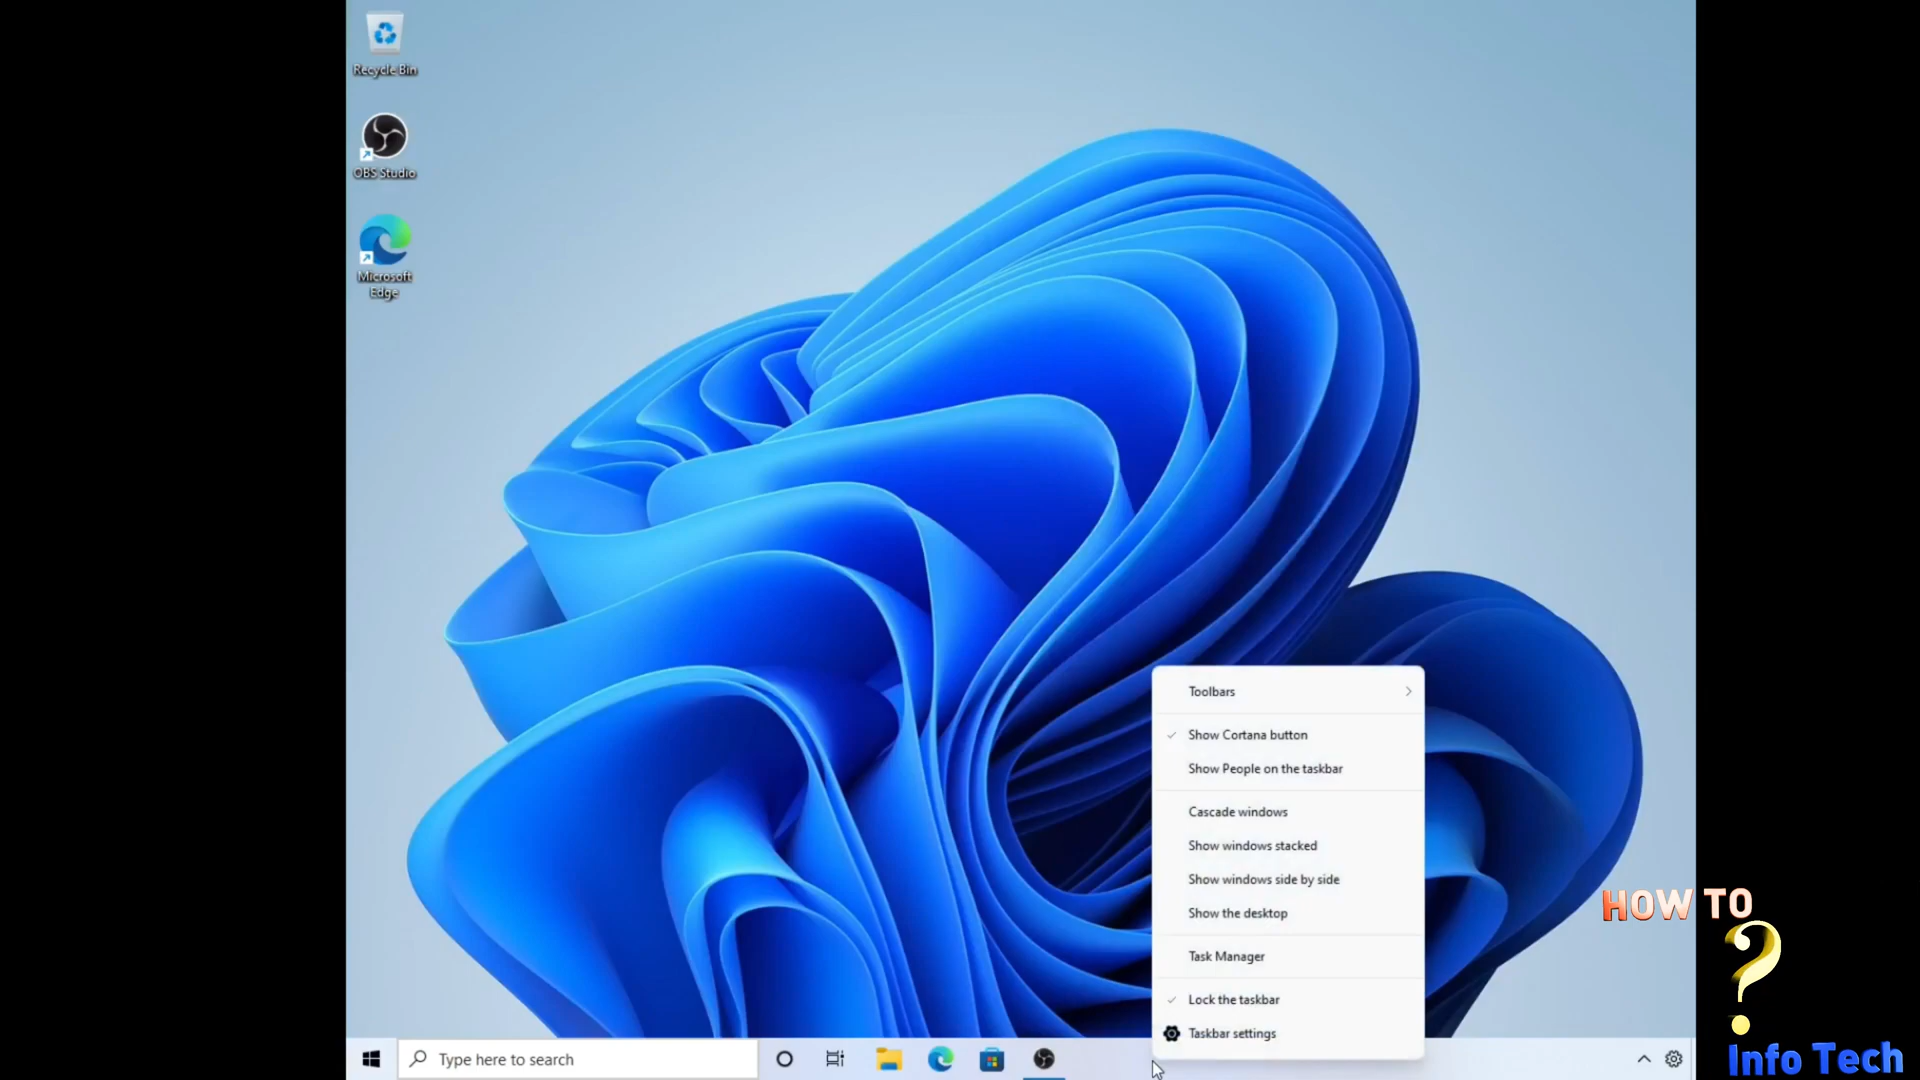 Recycle Bin
OBS Studio
Microsoft
Edge
Toolbars
Show Cortana button
Show People on the taskbar
Cascade windows
Show windows stacked
Show windows side by side
Show the desktop
Task Manager
Lock the taskbar
Taskbar settings
Type here to search
HOW TO
?
Info Tech